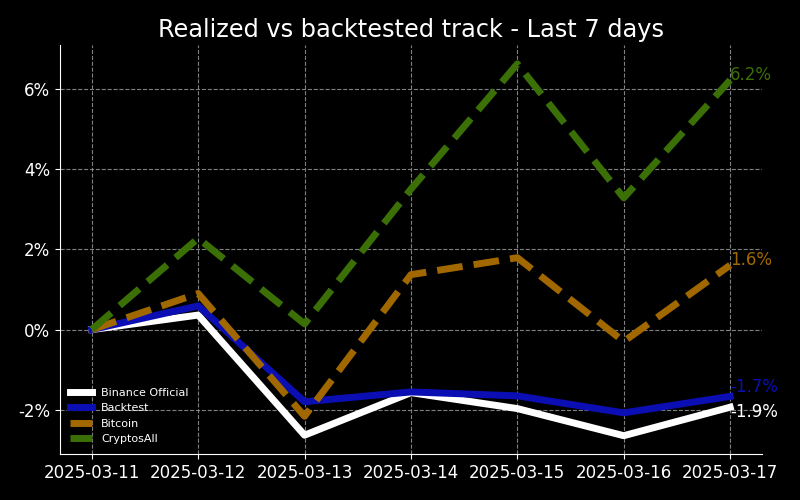 Realized vs backtested track - Last 7 days
6%
4%
2%
0%
-2%
6.2%
1.6%
-1.7%
-1.9%
Binance Official
Backtest
Bitcoin
CryptosAll
2025-03-11 2025-03-12 2025-03-13 2025-03-14 2025-03-15 2025-03-16 2025-03-17